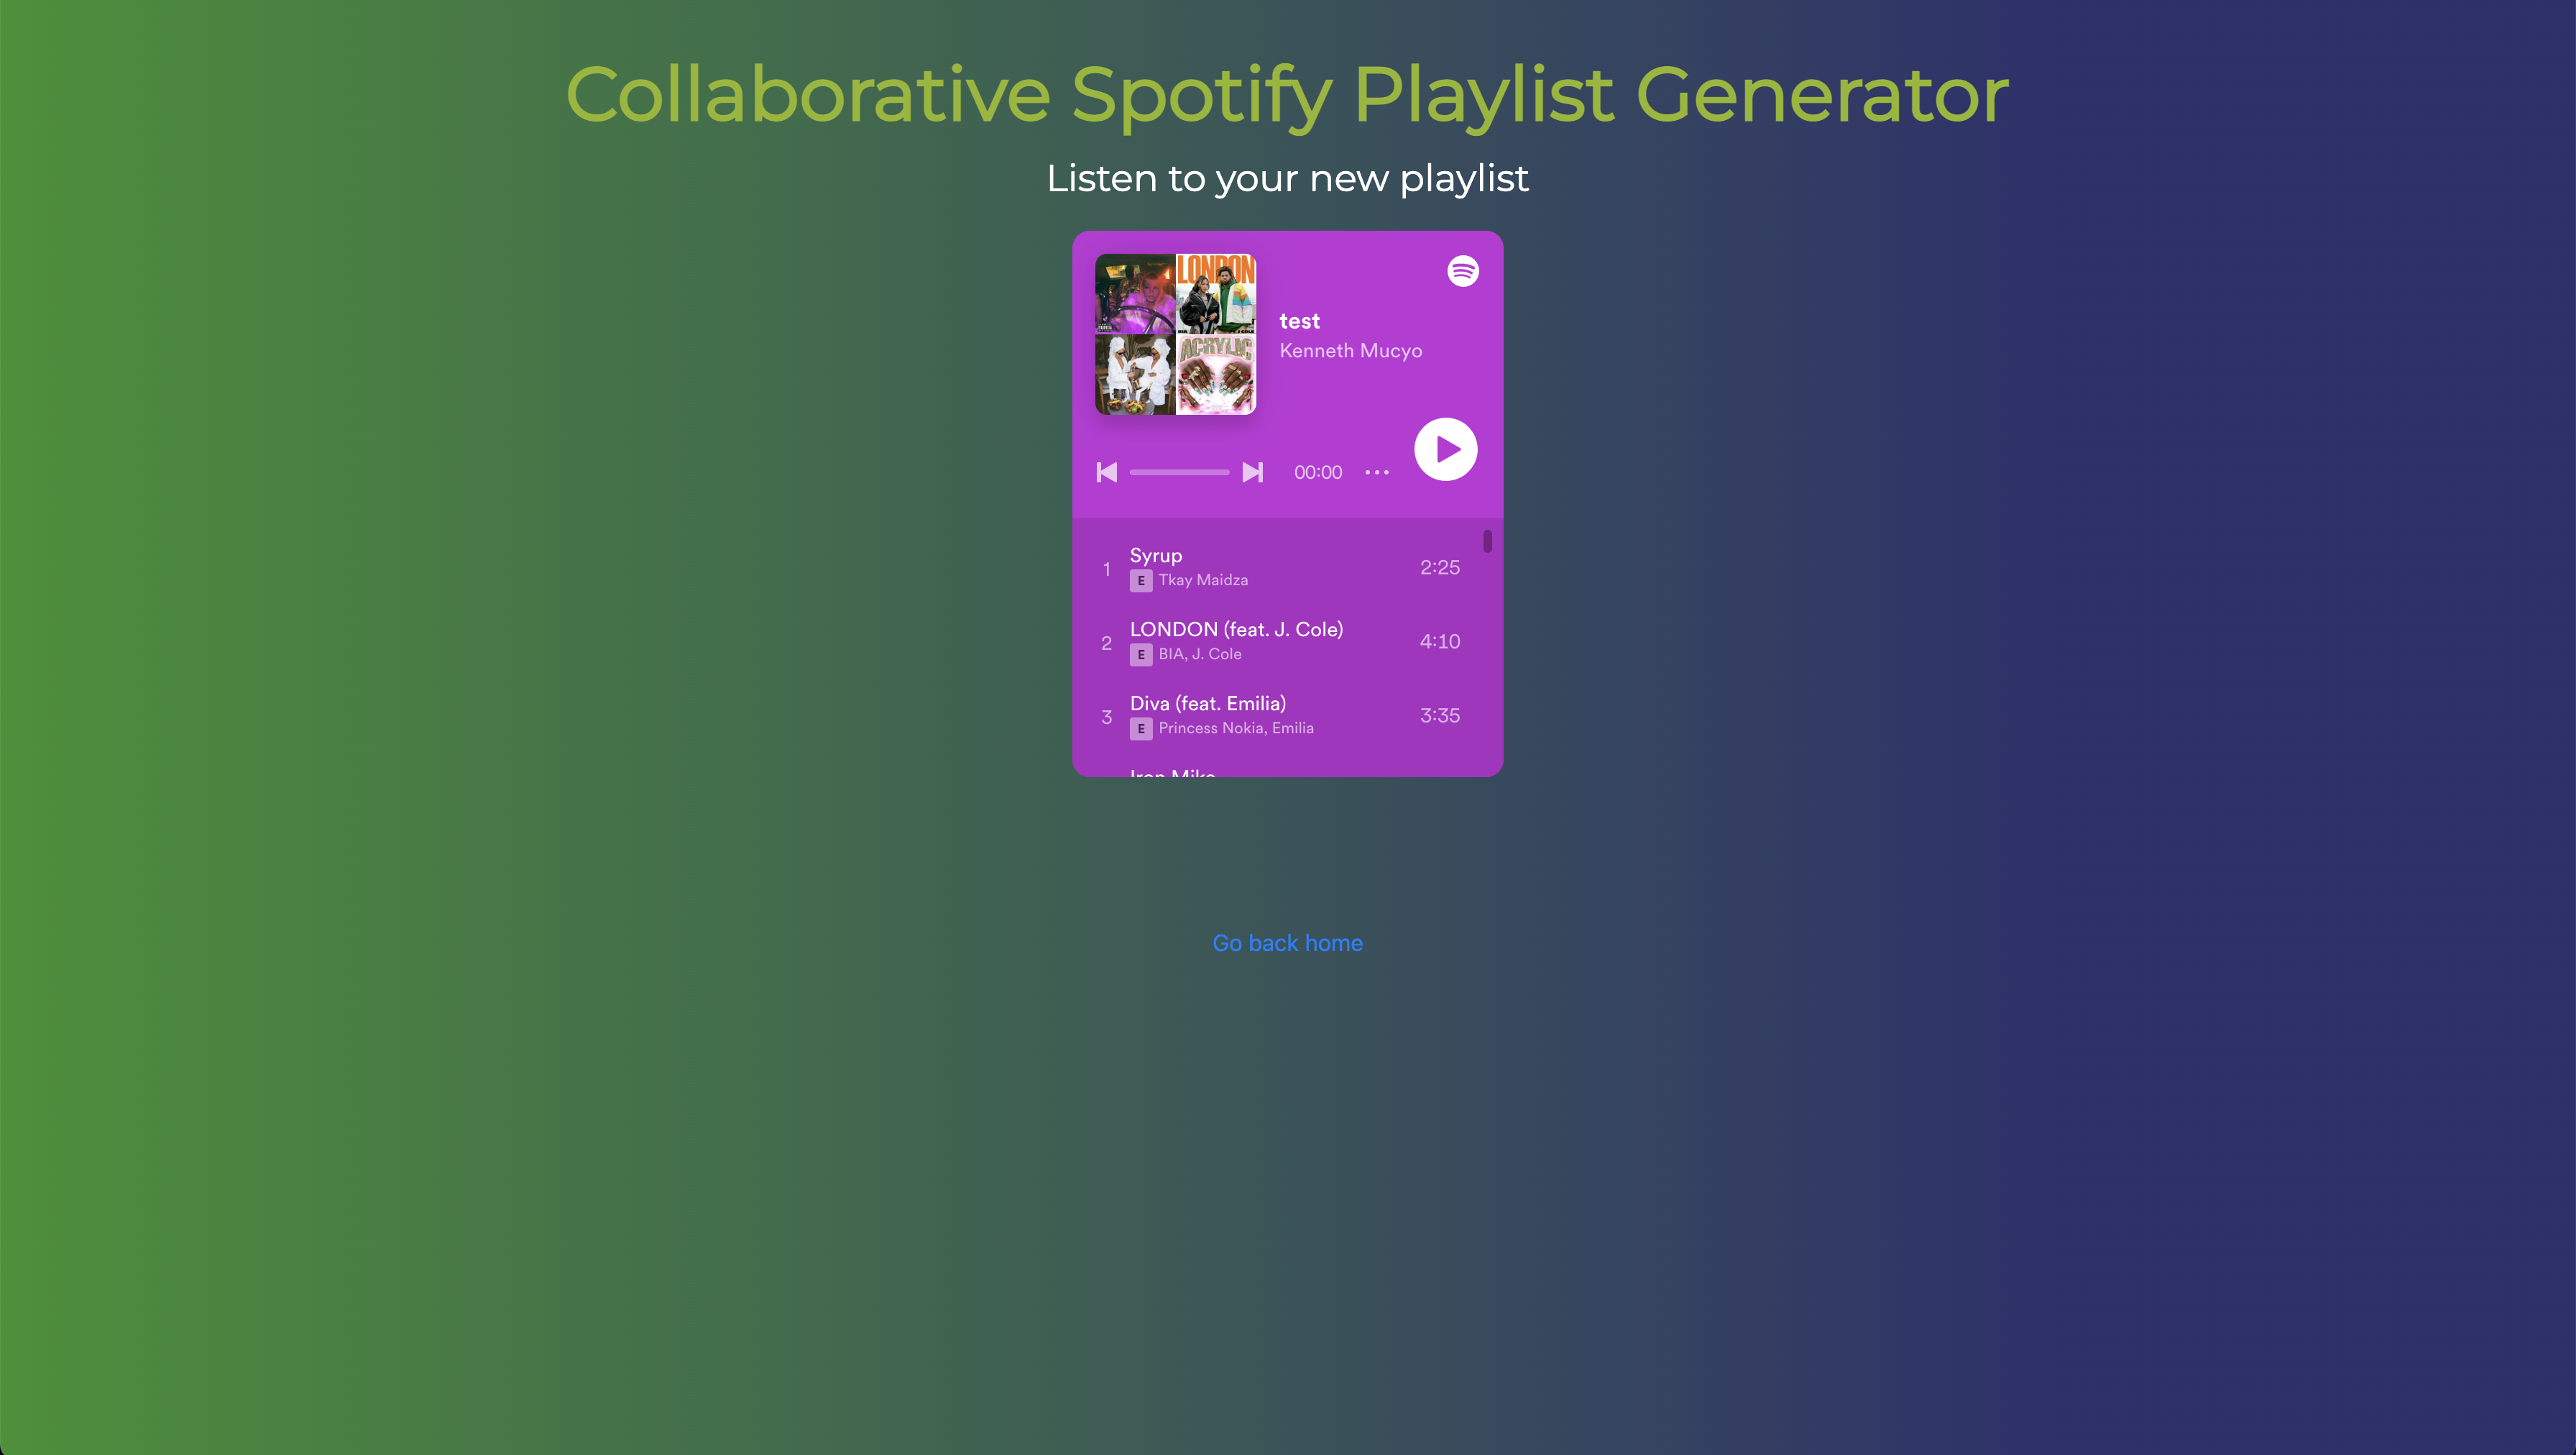 Collaborative Spotify Playlist Generator
Listen to your new playlist
LONDON
ACRYLIC
test
Kenneth Mucyo
00:00
1
Syrup
2:25
E Tkay Maidza
2
LONDON (feat. J. Cole)
4:10
E BIA, J. Cole
3
Diva (feat. Emilia)
3:35
E Princess Nokia, Emilia
Iron Mike
Go back home